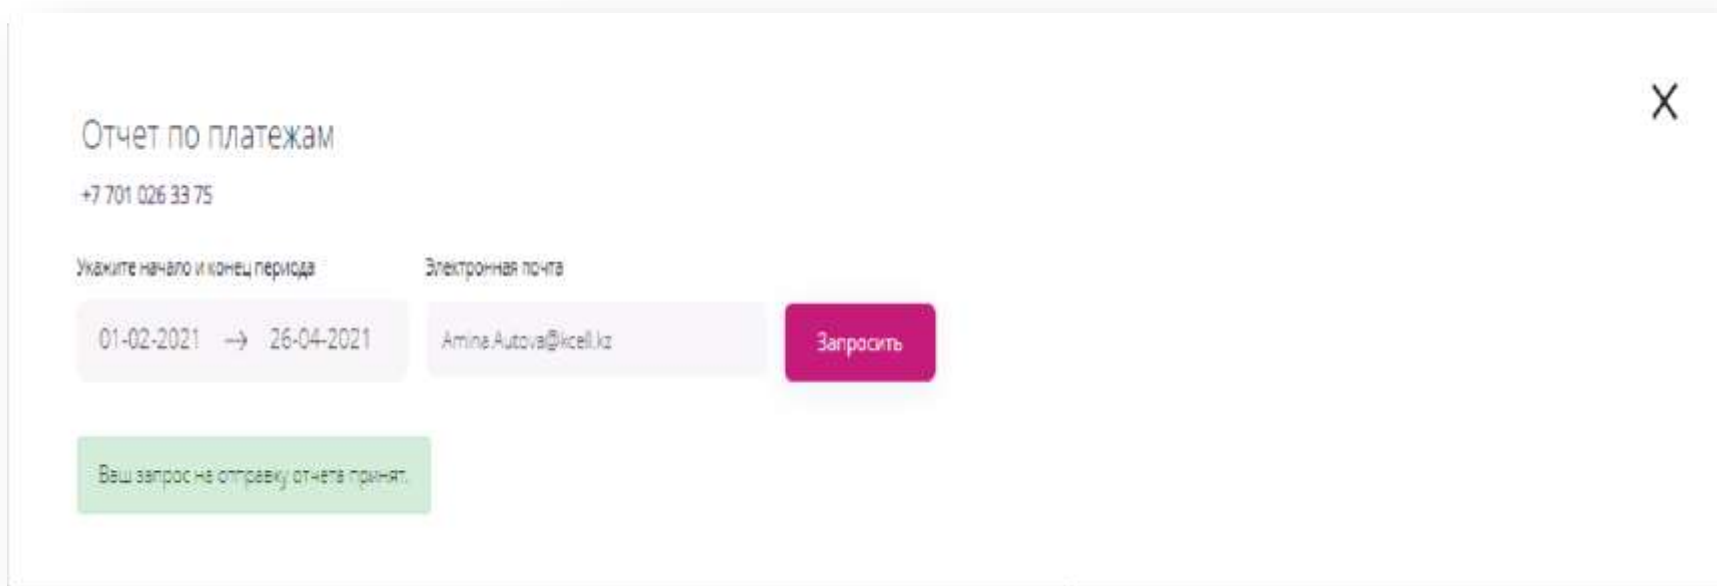 X
Отчет по платежам
+7 701 026 33 75
Укажите начало и конец периода Электронная почта
01-02-2021 → 26-04-2021 Amina.Autova@kcell.kz Запросить
Ваш запрос на отправку отчета принят.